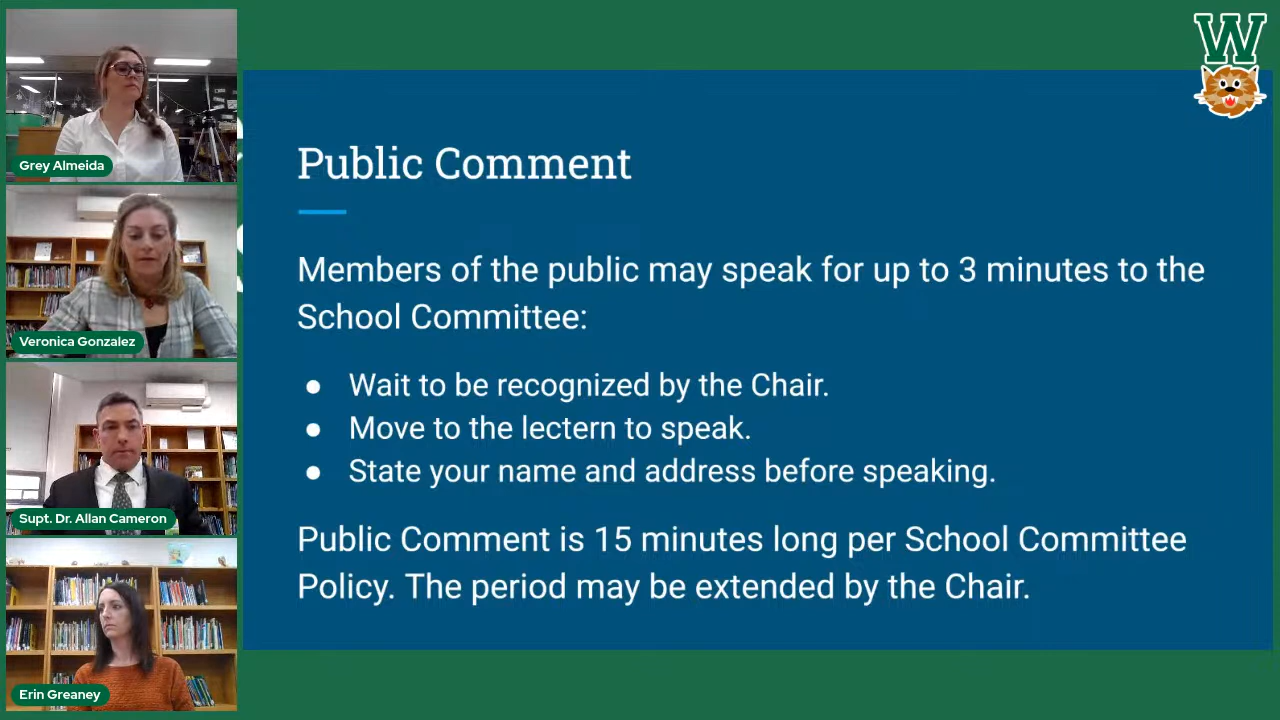 Grey Almeida
Veronica Gonzalez
Supt. Dr. Allan Cameron
Erin Greaney
W
Public Comment
Members of the public may speak for up to 3 minutes to the
School Committee:
● Wait to be recognized by the Chair.
● Move to the lectern to speak.
● State your name and address before speaking.
Public Comment is 15 minutes long per School Committee
Policy. The period may be extended by the Chair.